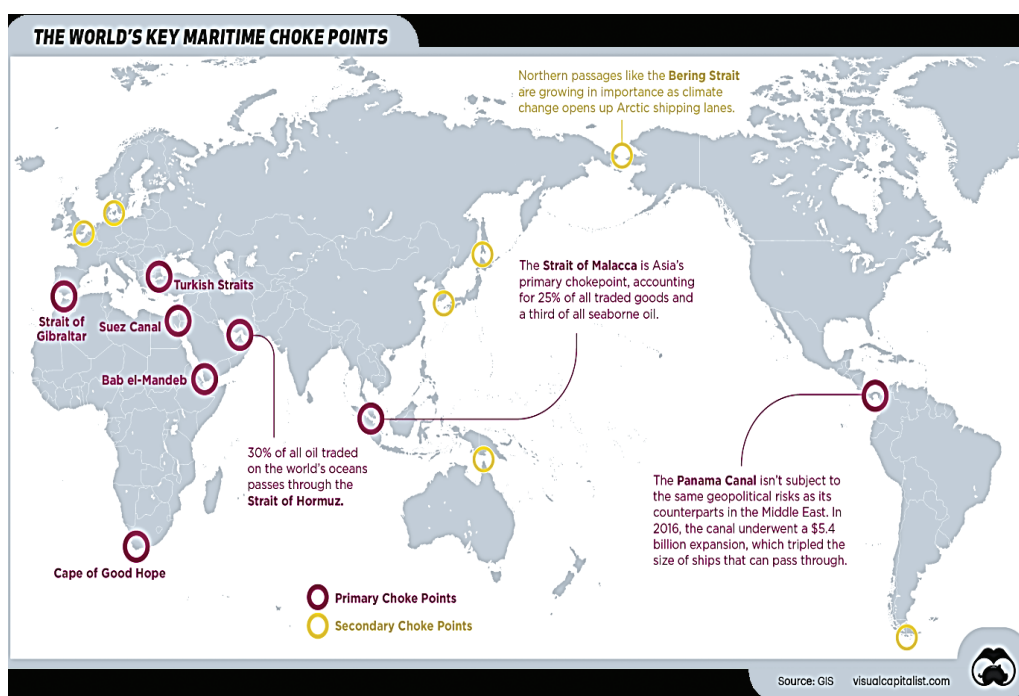 THE WORLD'S KEY MARITIME CHOKE POINTS
Northern passages like the Bering Strait
are growing in importance as climate
change opens up Arctic shipping lanes.
The Strait of Malacca is Asia's
primary chokepoint, accounting
for 25% of all traded goods and
a third of all seaborne oil.
Turkish Straits
Strait of
Gibraltar
Suez Canal
Bab el-Mandeb
30% of all oil traded
on the world's oceans
passes through the
Strait of Hormuz.
The Panama Canal isn't subject to
the same geopolitical risks as its
counterparts in the Middle East. In
2016, the canal underwent a $5.4
billion expansion, which tripled the
size of ships that can pass through.
Cape of Good Hope
Primary Choke Points
Secondary Choke Points
Source: GIS visualcapitalist.com